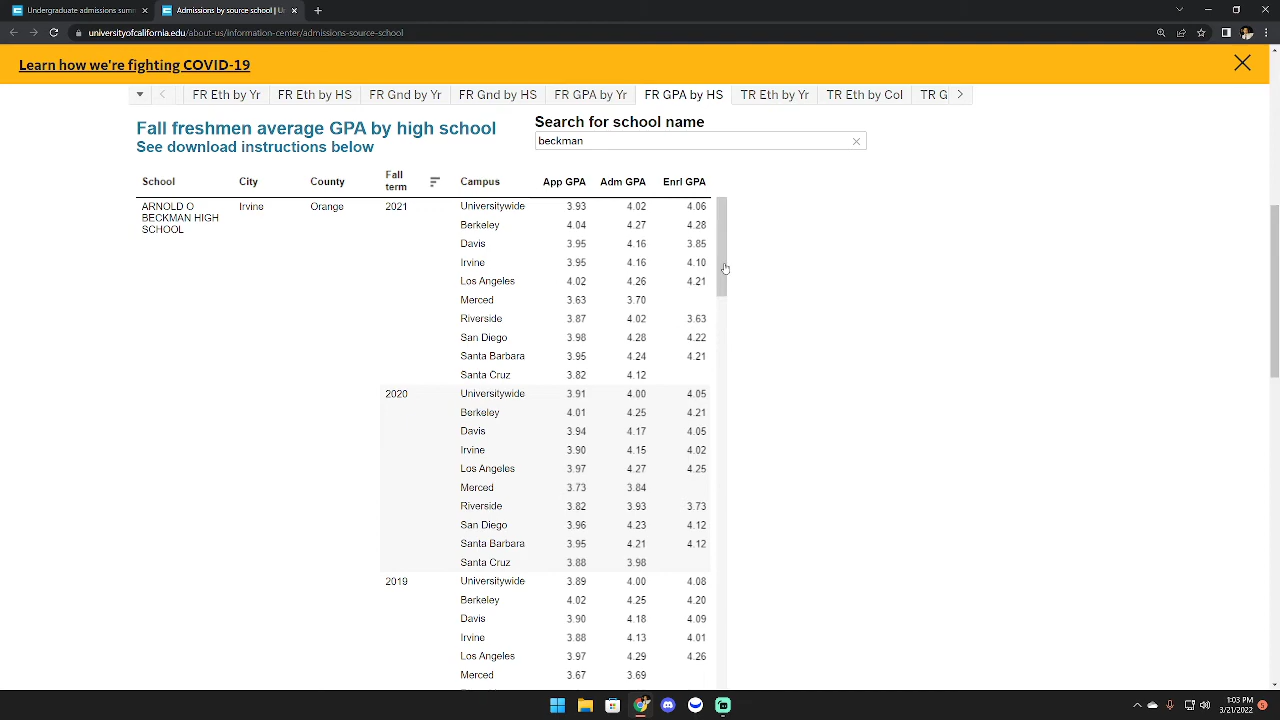 Undergraduate admissions summ
Admissions by source school | U
universityofcalifornia.edu/about-us/information-center/admissions-source-school
Learn how we're fighting COVID-19
FR Eth by Yr FR Eth by HS FR Gnd by Yr FR Gnd by HS FR GPA by Yr FR GPA by HS TR Eth by Yr TR Eth by Col TR G
Fall freshmen average GPA by high school
See download instructions below
Search for school name
beckman
School City County Fall term Campus App GPA Adm GPA Enrl GPA
ARNOLD O BECKMAN HIGH SCHOOL Irvine Orange 2021 Universitywide 3.93 4.02 4.06
Berkeley 4.04 4.27 4.28
Davis 3.95 4.16 3.85
Irvine 3.95 4.16 4.10
Los Angeles 4.02 4.26 4.21
Merced 3.63 3.70
Riverside 3.87 4.02 3.63
San Diego 3.98 4.28 4.22
Santa Barbara 3.95 4.24 4.21
Santa Cruz 3.82 4.12
2020 Universitywide 3.91 4.00 4.05
Berkeley 4.01 4.25 4.21
Davis 3.94 4.17 4.05
Irvine 3.90 4.15 4.02
Los Angeles 3.97 4.27 4.25
Merced 3.73 3.84
Riverside 3.82 3.93 3.73
San Diego 3.96 4.23 4.12
Santa Barbara 3.95 4.21 4.12
Santa Cruz 3.88 3.98
2019 Universitywide 3.89 4.00 4.08
Berkeley 4.02 4.25 4.20
Davis 3.90 4.18 4.09
Irvine 3.88 4.13 4.01
Los Angeles 3.97 4.29 4.26
Merced 3.67 3.69
1:03 PM
3/21/2022
5